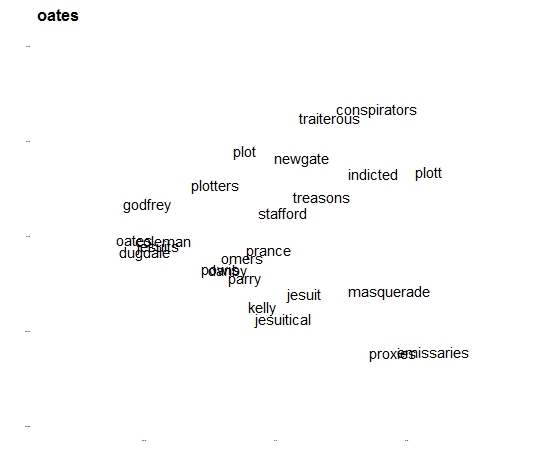 oates
conspirators
traiterous
plot
newgate
indicted plott
plotters
treasons
godfrey
stafford
oates coleman
jesuits
dugdale
prance
omers
danby
parry
jesuit masquerade
kelly
jesuitical
proxies emissaries